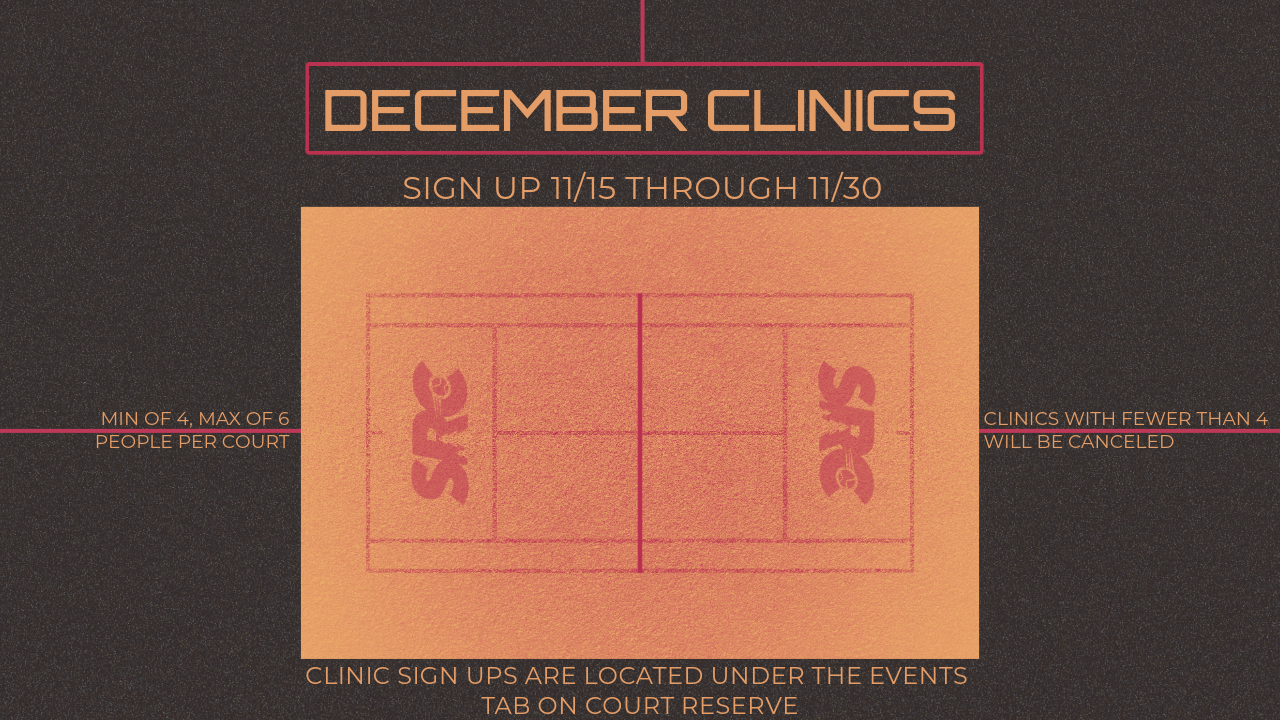 DECEMBER CLINICS
SIGN UP 11/15 THROUGH 11/30
SRC
SRC
MIN OF 4, MAX OF 6
PEOPLE PER COURT
CLINICS WITH FEWER THAN 4
WILL BE CANCELED
CLINIC SIGN UPS ARE LOCATED UNDER THE EVENTS
TAB ON COURT RESERVE